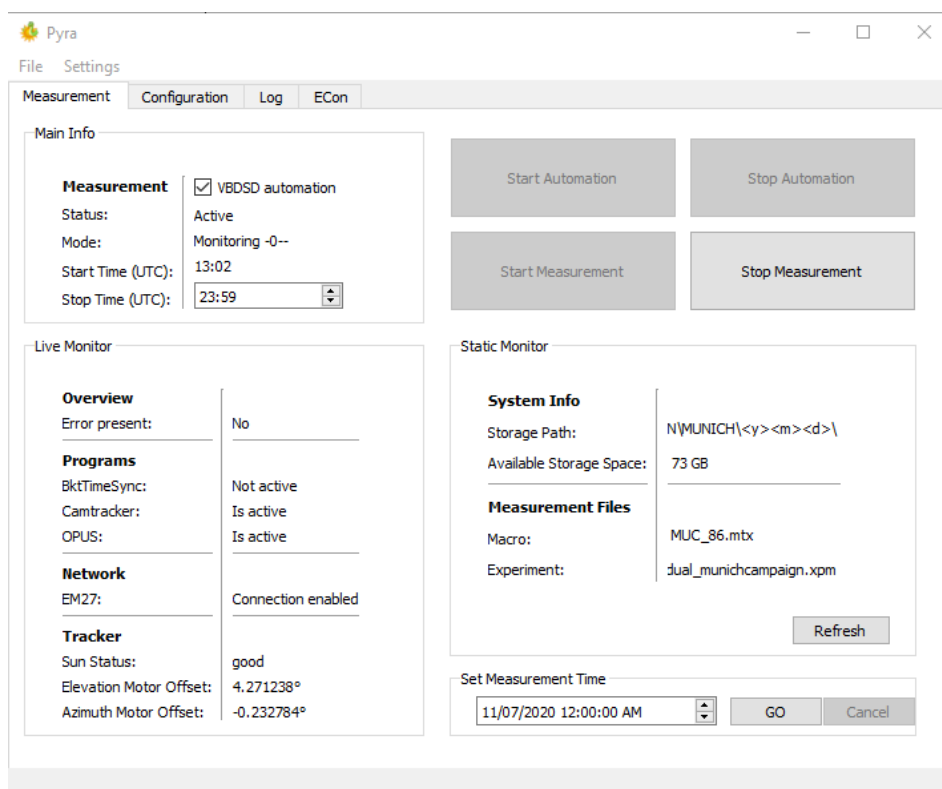 Pyra
File Settings
Measurement Configuration Log ECon
Main Info
Measurement VBDSD automation
Status: Active
Mode: Monitoring -0--
Start Time (UTC): 13:02
Stop Time (UTC): 23:59
Start Automation Stop Automation
Start Measurement Stop Measurement
Live Monitor
Overview
Error present: No
Programs
BktTimeSync: Not active
Camtracker: Is active
OPUS: Is active
Network
EM27: Connection enabled
Tracker
Sun Status: good
Elevation Motor Offset: 4.271238°
Azimuth Motor Offset: -0.232784°
Static Monitor
System Info
Storage Path: N\MUNICH\<y><m><d>\
Available Storage Space: 73 GB
Measurement Files
Macro: MUC_86.mtx
Experiment: dual_munichcampaign.xpm
Refresh
Set Measurement Time
11/07/2020 12:00:00 AM GO Cancel